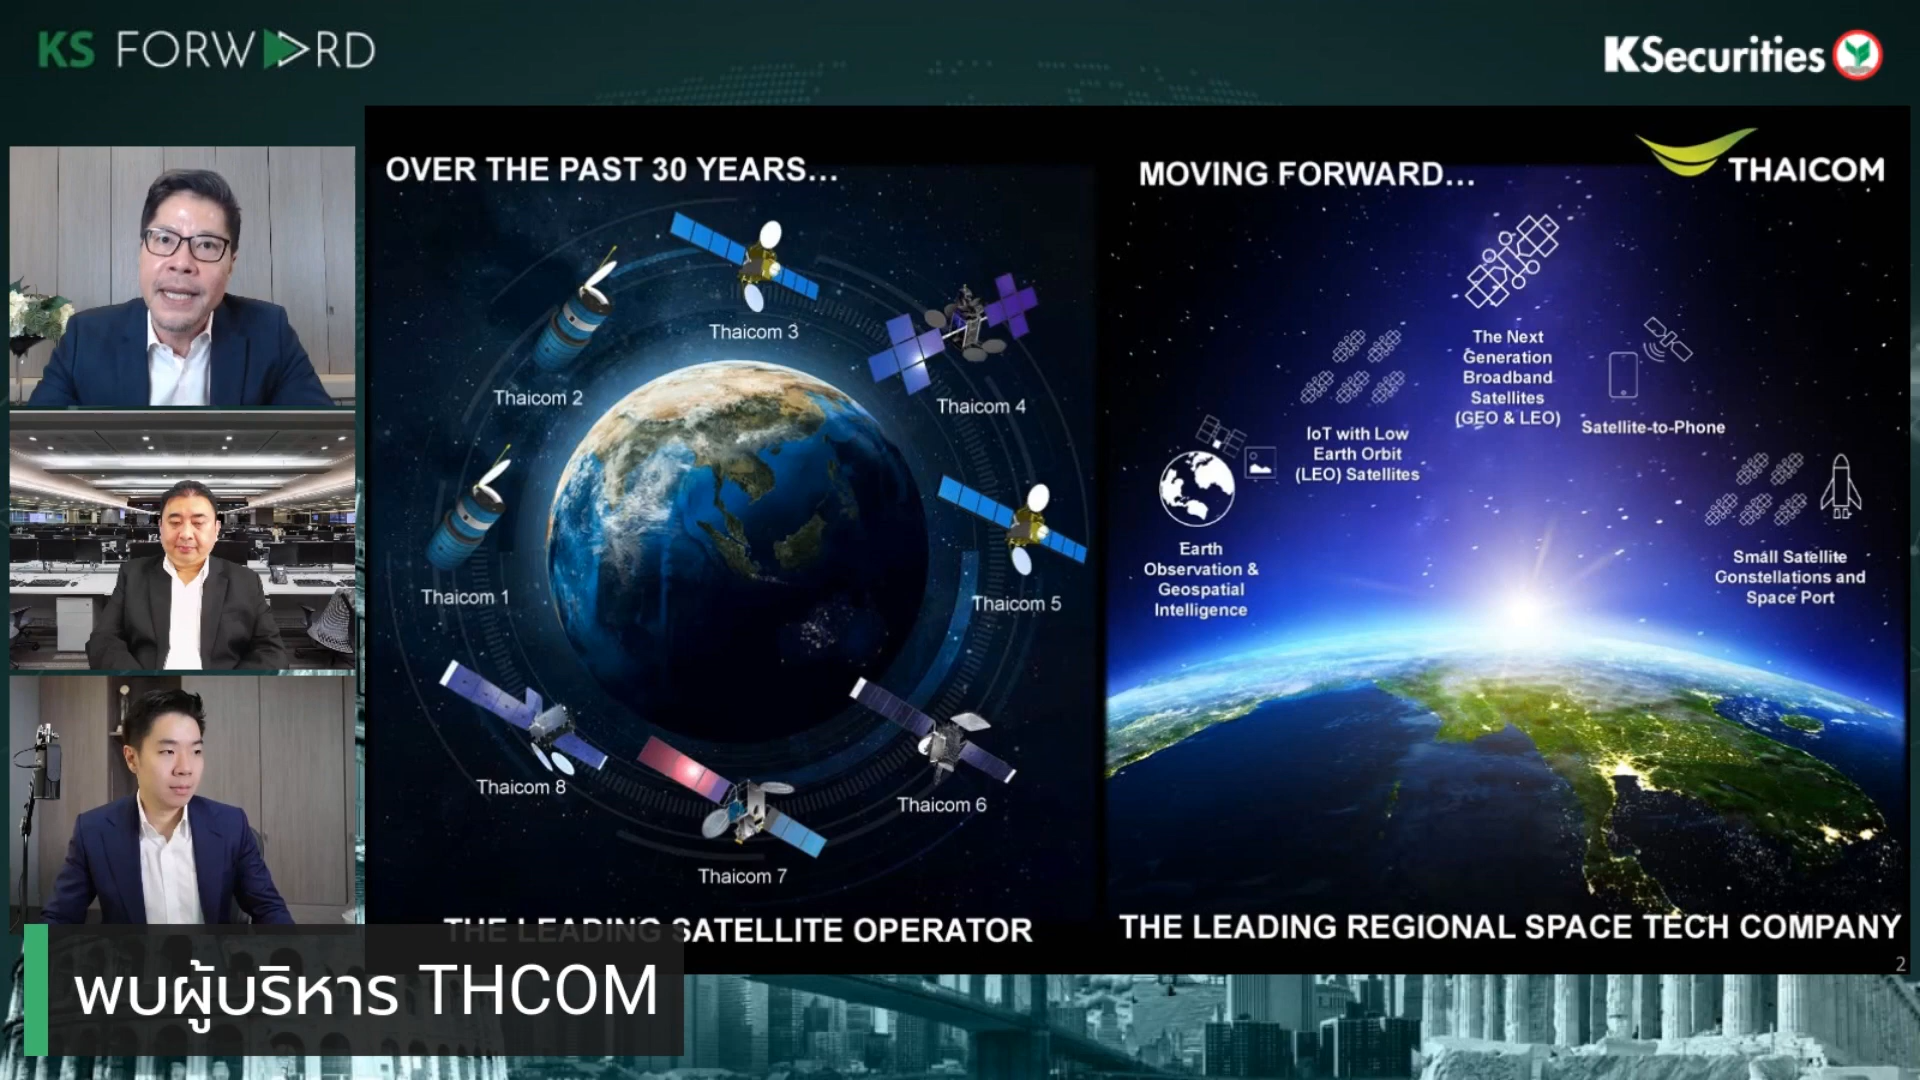 KS FORWARD
KSecurities
OVER THE PAST 30 YEARS...
Thaicom 3
Thaicom 2
Thaicom 4
Thaicom 1
Thaicom 5
Thaicom 8
Thaicom 6
Thaicom 7
THE LEADING SATELLITE OPERATOR
MOVING FORWARD...
THAICOM
The Next
Generation
Broadband
Satellites
(GEO & LEO)
Satellite-to-Phone
IoT with Low
Earth Orbit
(LEO) Satellites
Earth
Observation &
Geospatial
Intelligence
Small Satellite
Constellations and
Space Port
THE LEADING REGIONAL SPACE TECH COMPANY
2
พบผู้บริหาร THCOM